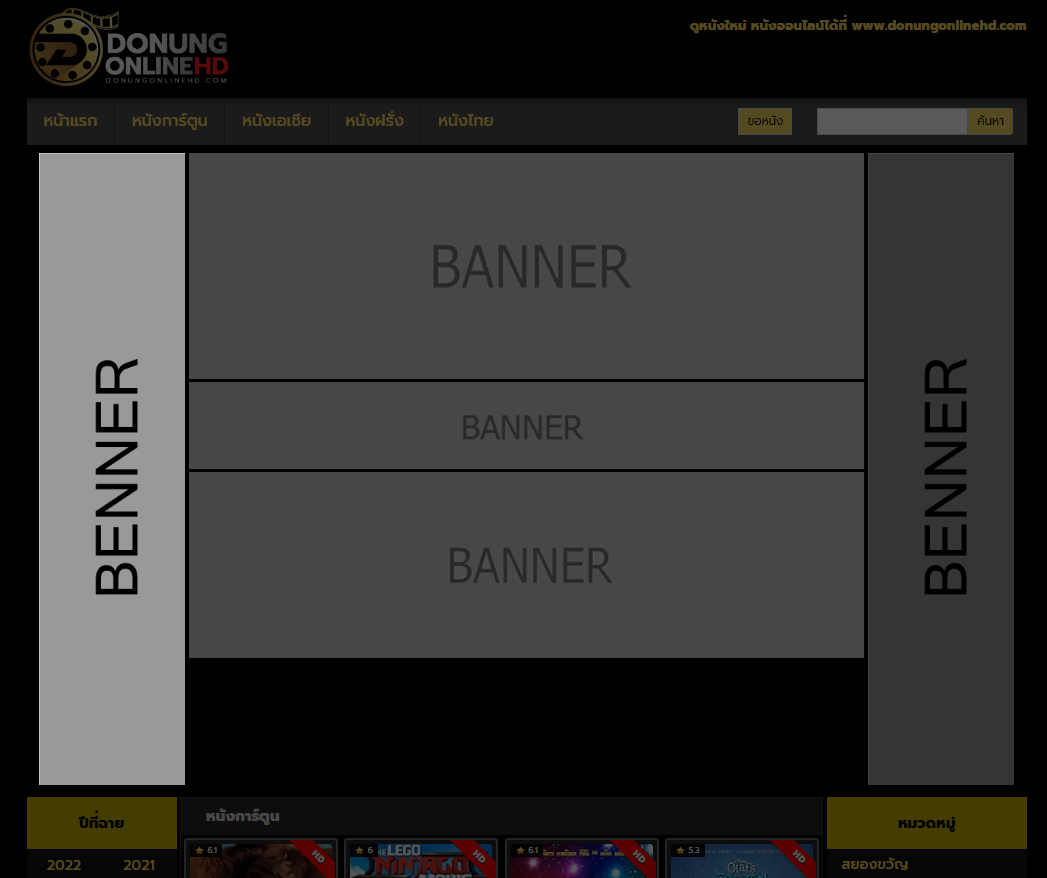 DONUNG
ONLINEHD
DONUNGONLINEHD.COM
ดูหนังใหม่ หนังออนไลน์ได้ที่ www.donungonlinehd.com
หน้าแรก
หนังการ์ตูน
หนังเอเชีย
หนังฝรั่ง
หนังไทย
ขอหนัง
ค้นหา
BENNER
BANNER
BANNER
BANNER
BENNER
ปีที่ฉาย
2022
2021
หนังการ์ตูน
6.1
HD
6
THE LEGO
NINJAGO
HD
6.1
HD
5.3
Olaf's
HD
หมวดหมู่
สยองขวัญ